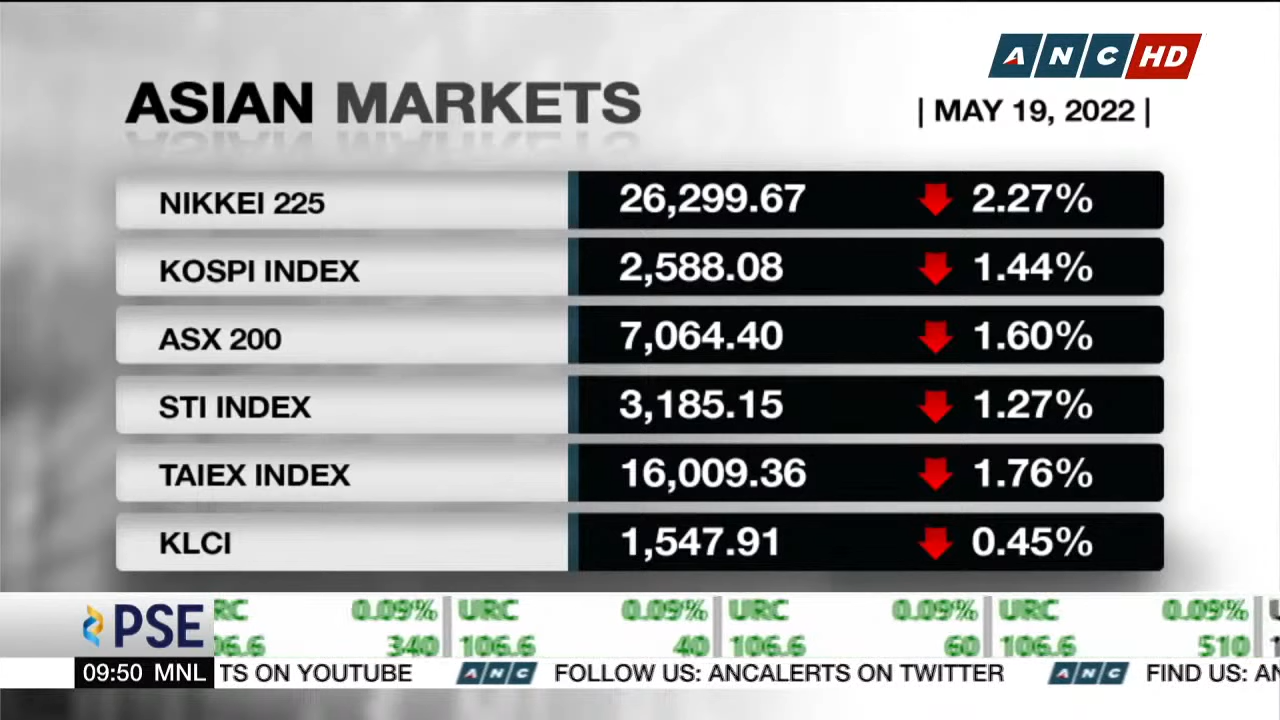 ANC HD
ASIAN MARKETS
| MAY 19, 2022 |
NIKKEI 225 26,299.67 2.27%
KOSPI INDEX 2,588.08 1.44%
ASX 200 7,064.40 1.60%
STI INDEX 3,185.15 1.27%
TAIEX INDEX 16,009.36 1.76%
KLCI 1,547.91 0.45%
PSE
RC 0.09% URC 0.09% URC 0.09% URC 0.09%
06.6 340 106.6 40 106.6 60 106.6 510
09:50 MNL TS ON YOUTUBE ANC FOLLOW US: ANCALERTS ON TWITTER ANC FIND US: AN